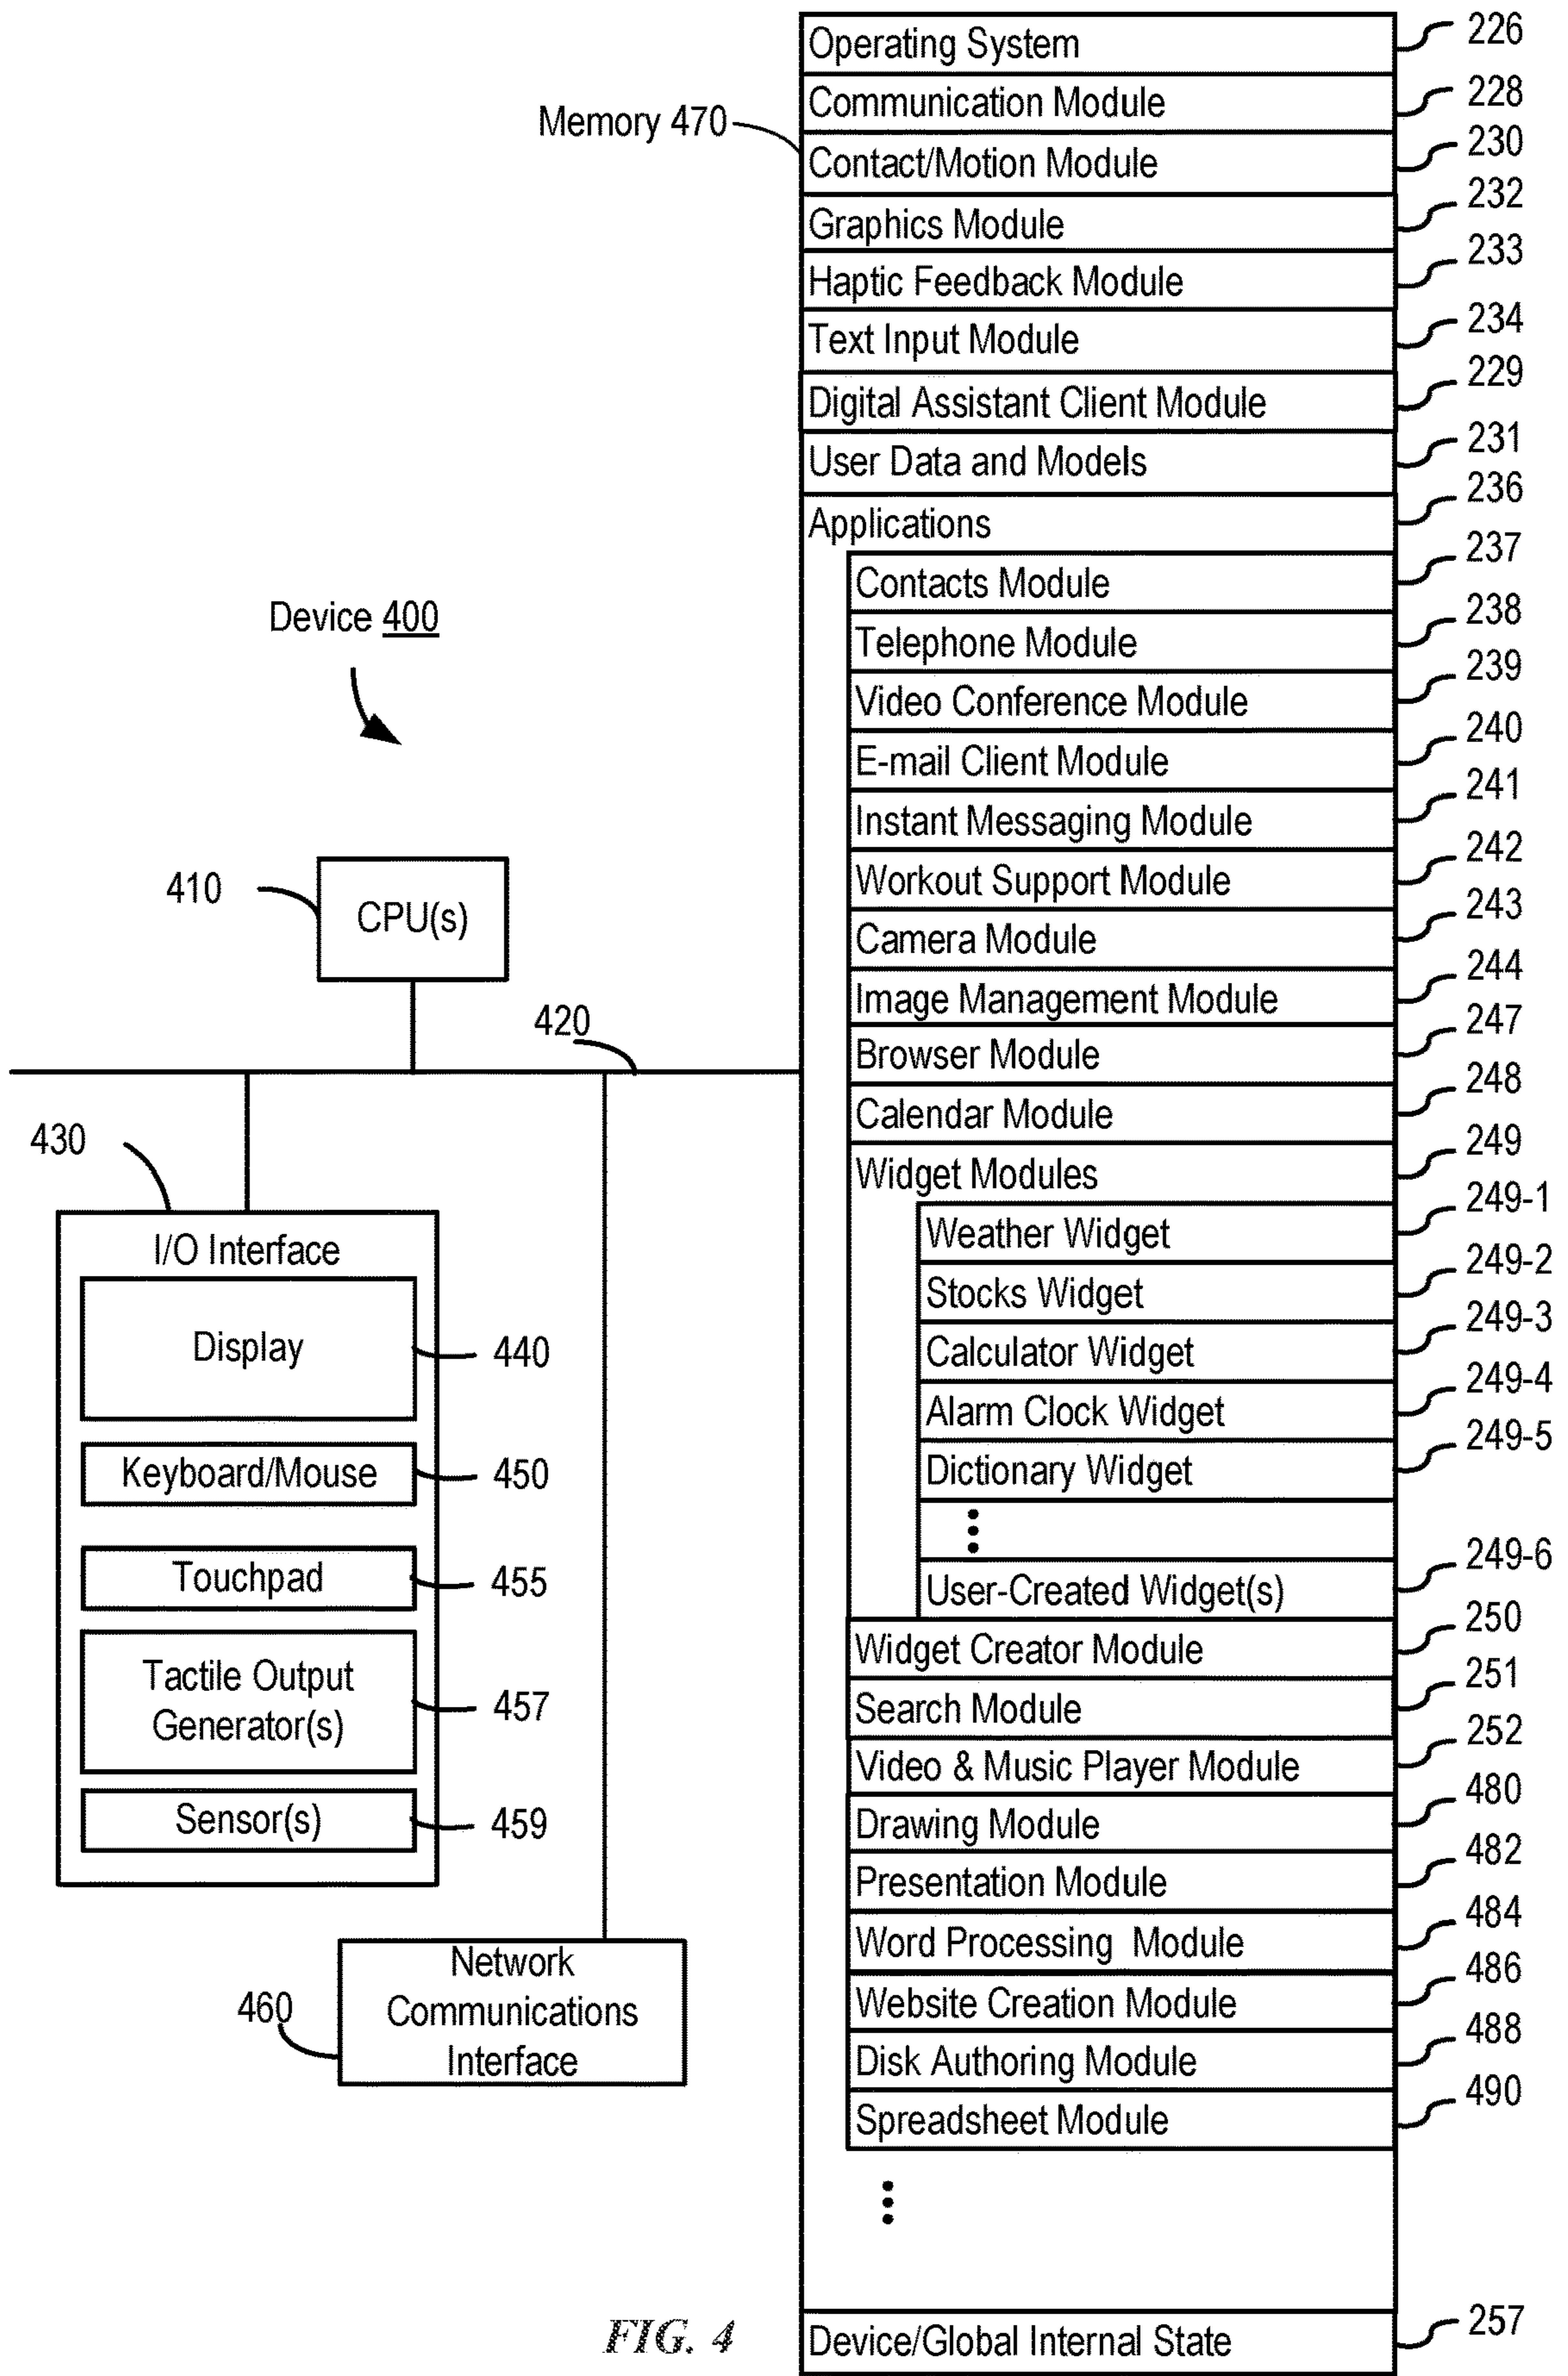 Operating System 226
Communication Module 228
Memory 470
Contact/Motion Module 230
Graphics Module 232
Haptic Feedback Module 233
Text Input Module 234
Digital Assistant Client Module 229
User Data and Models 231
Applications 236
Contacts Module 237
Device 400
Telephone Module 238
Video Conference Module 239
E-mail Client Module 240
Instant Messaging Module 241
Workout Support Module 242
410
CPU(s)
Camera Module 243
Image Management Module 244
420
Browser Module 247
Calendar Module 248
430
Widget Modules 249
I/O Interface
Weather Widget 249-1
Stocks Widget 249-2
Display 440
Calculator Widget 249-3
Alarm Clock Widget 249-4
Keyboard/Mouse 450
Dictionary Widget 249-5
Touchpad 455
User-Created Widget(s) 249-6
Tactile Output
Generator(s) 457
Widget Creator Module 250
Search Module 251
Video & Music Player Module 252
Sensor(s) 459
Drawing Module 480
Presentation Module 482
Word Processing Module 484
460
Network
Communications
Interface
Website Creation Module 486
Disk Authoring Module 488
Spreadsheet Module 490
FIG. 4
Device/Global Internal State 257